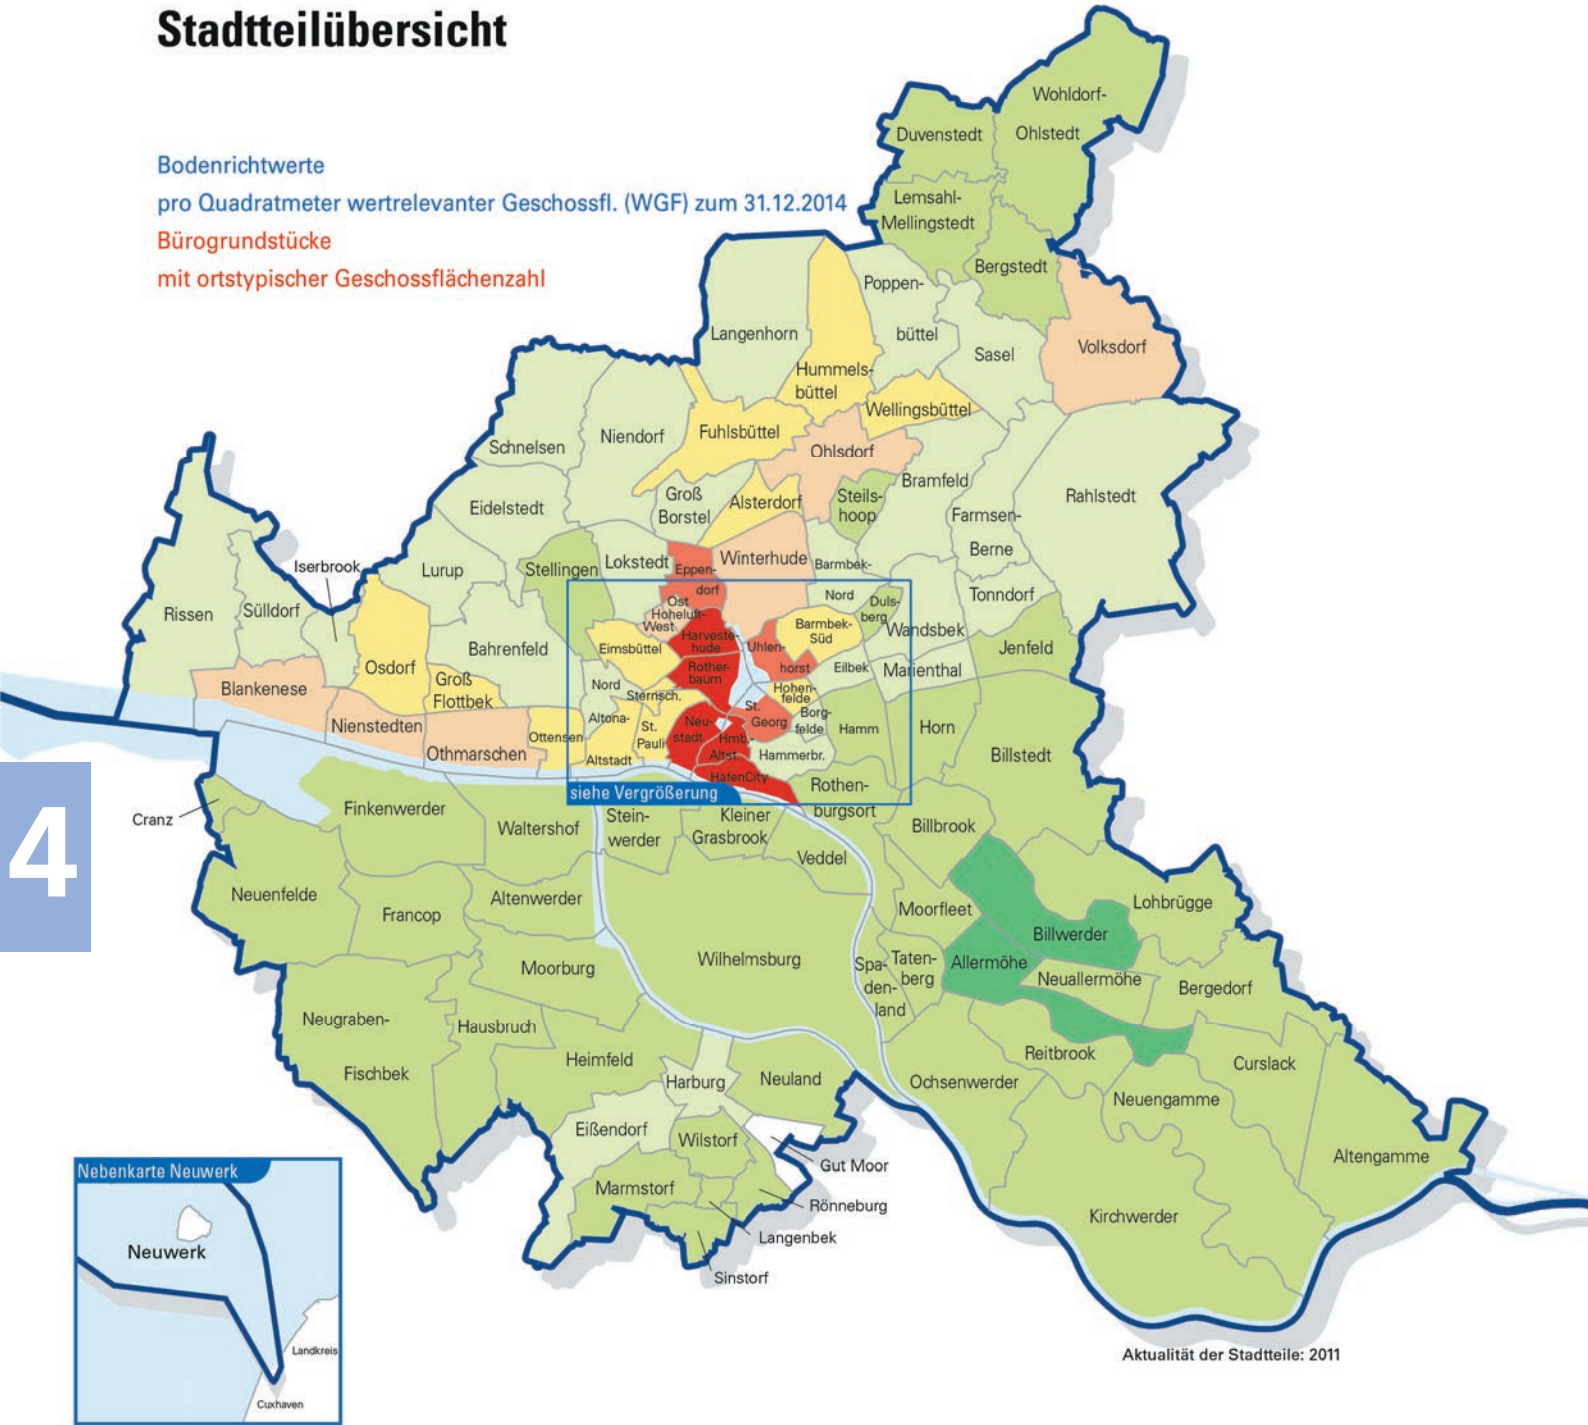 Stadtteilübersicht
Bodenrichtwerte
pro Quadratmeter wertrelevanter Geschossfl. (WGF) zum 31.12.2014
Bürogrundstücke
mit ortstypischer Geschossflächenzahl
Wohldorf-
Ohlstedt
Duvenstedt
Lemsahl-
Mellingstedt
Bergstedt
Poppen-
büttel
Langenhorn
Sasel
Volksdorf
Hummels-
büttel
Wellingsbüttel
Fuhlsbüttel
Niendorf
Schnelsen
Ohlsdorf
Bramfeld
Rahlstedt
Steils-
hoop
Groß
Borstel
Alsterdorf
Eidelstedt
Farmsen-
Berne
Winterhude
Barmbek-
Nord
Lokstedt
Eppen-
dorf
Stellingen
Lurup
Iserbrook
Rissen
Sülldorf
Tonndorf
Ost
Hoheluft-
West
Duls-
berg
Wandsbek
Barmbek-
Süd
Harveste-
hude
Uhlen-
horst
Eimsbüttel
Bahrenfeld
Jenfeld
Osdorf
Rother-
baum
Eilbek
Marienthal
Groß
Flottbek
Blankenese
Nord
Sternsch.
Hohen-
felde
Altona-
Altstadt
St.
Pauli
Neu-
stadt
St.
Georg
Borg-
felde
Hamm
Horn
Nienstedten
Othmarschen
Ottensen
Hmb.-
Altst.
Hammerbr.
Billstedt
HafenCity
siehe Vergrößerung
Rothen-
burgsort
Cranz
Finkenwerder
Waltershof
Stein-
werder
Kleiner
Grasbrook
Billbrook
Veddel
4
Neuenfelde
Francop
Altenwerder
Moorfleet
Lohbrügge
Billwerder
Moorburg
Wilhelmsburg
Spa-
den-
land
Taten-
berg
Allermöhe
Neuallermöhe
Bergedorf
Neugraben-
Fischbek
Hausbruch
Heimfeld
Reitbrook
Curslack
Harburg
Neuland
Ochsenwerder
Neuengamme
Eißendorf
Wilstorf
Gut Moor
Altengamme
Marmstorf
Rönneburg
Langenbek
Sinstorf
Kirchwerder
Nebenkarte Neuwerk
Neuwerk
Landkreis
Cuxhaven
Aktualität der Stadtteile: 2011